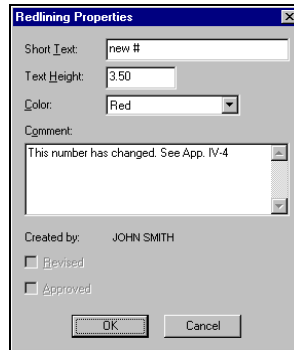 Redlining Properties
Short Text: new #
Text Height: 3.50
Color: Red
Comment:
This number has changed. See App. IV-4
Created by: JOHN SMITH
Revised
Approved
OK Cancel